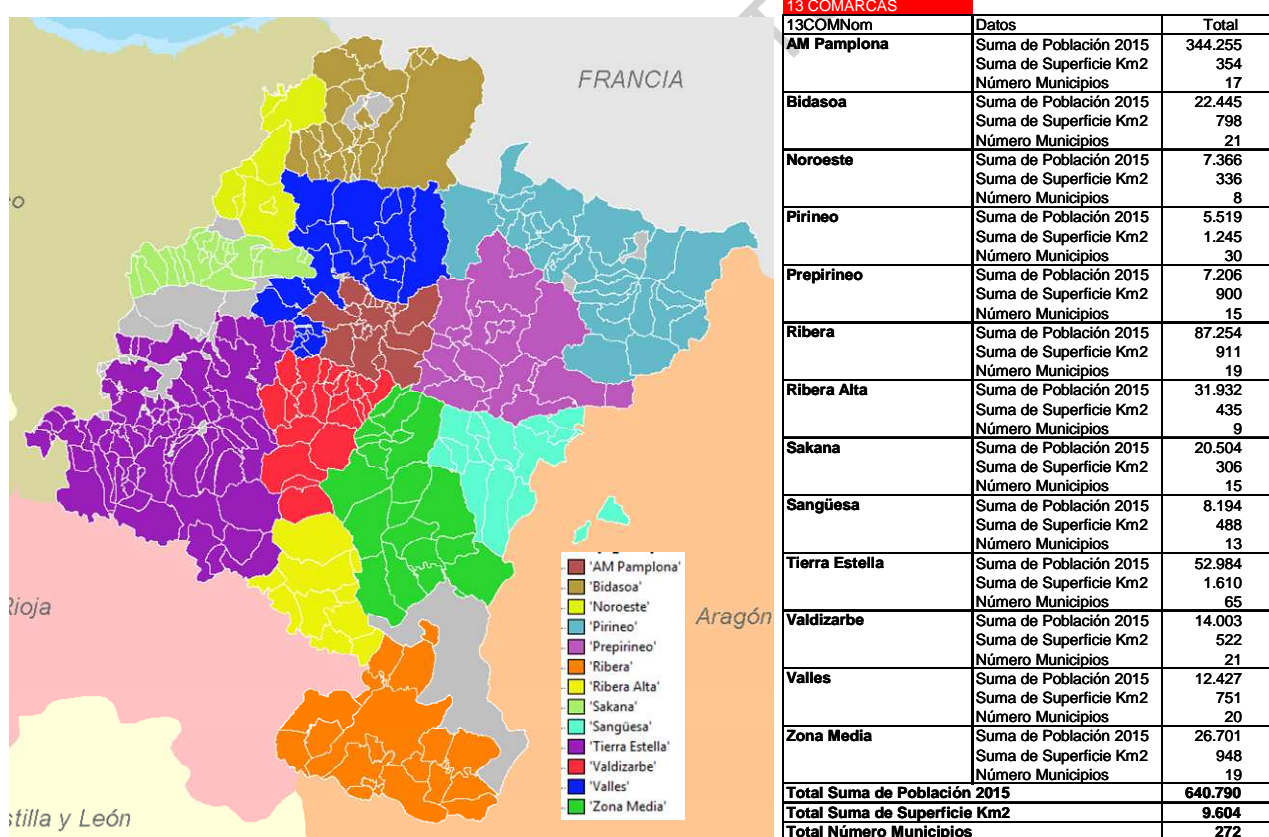 FRANCIA
Rioja
Aragón
stilla y León
'AM Pamplona'
'Bidasoa'
'Noroeste'
'Pirineo'
'Prepirineo'
'Ribera'
'Ribera Alta'
'Sakana'
'Sangüesa'
'Tierra Estella'
'Valdizarbe'
'Valles'
'Zona Media'
13 COMARCAS
13COMNom Datos Total
AM Pamplona Suma de Población 2015 344.255
Suma de Superficie Km2 354
Número Municipios 17
Bidasoa Suma de Población 2015 22.445
Suma de Superficie Km2 798
Número Municipios 21
Noroeste Suma de Población 2015 7.366
Suma de Superficie Km2 336
Número Municipios 8
Pirineo Suma de Población 2015 5.519
Suma de Superficie Km2 1.245
Número Municipios 30
Prepirineo Suma de Población 2015 7.206
Suma de Superficie Km2 900
Número Municipios 15
Ribera Suma de Población 2015 87.254
Suma de Superficie Km2 911
Número Municipios 19
Ribera Alta Suma de Población 2015 31.932
Suma de Superficie Km2 435
Número Municipios 9
Sakana Suma de Población 2015 20.504
Suma de Superficie Km2 306
Número Municipios 15
Sangüesa Suma de Población 2015 8.194
Suma de Superficie Km2 488
Número Municipios 13
Tierra Estella Suma de Población 2015 52.984
Suma de Superficie Km2 1.610
Número Municipios 65
Valdizarbe Suma de Población 2015 14.003
Suma de Superficie Km2 522
Número Municipios 21
Valles Suma de Población 2015 12.427
Suma de Superficie Km2 751
Número Municipios 20
Zona Media Suma de Población 2015 26.701
Suma de Superficie Km2 948
Número Municipios 19
Total Suma de Población 2015 640.790
Total Suma de Superficie Km2 9.604
Total Número Municipios 272